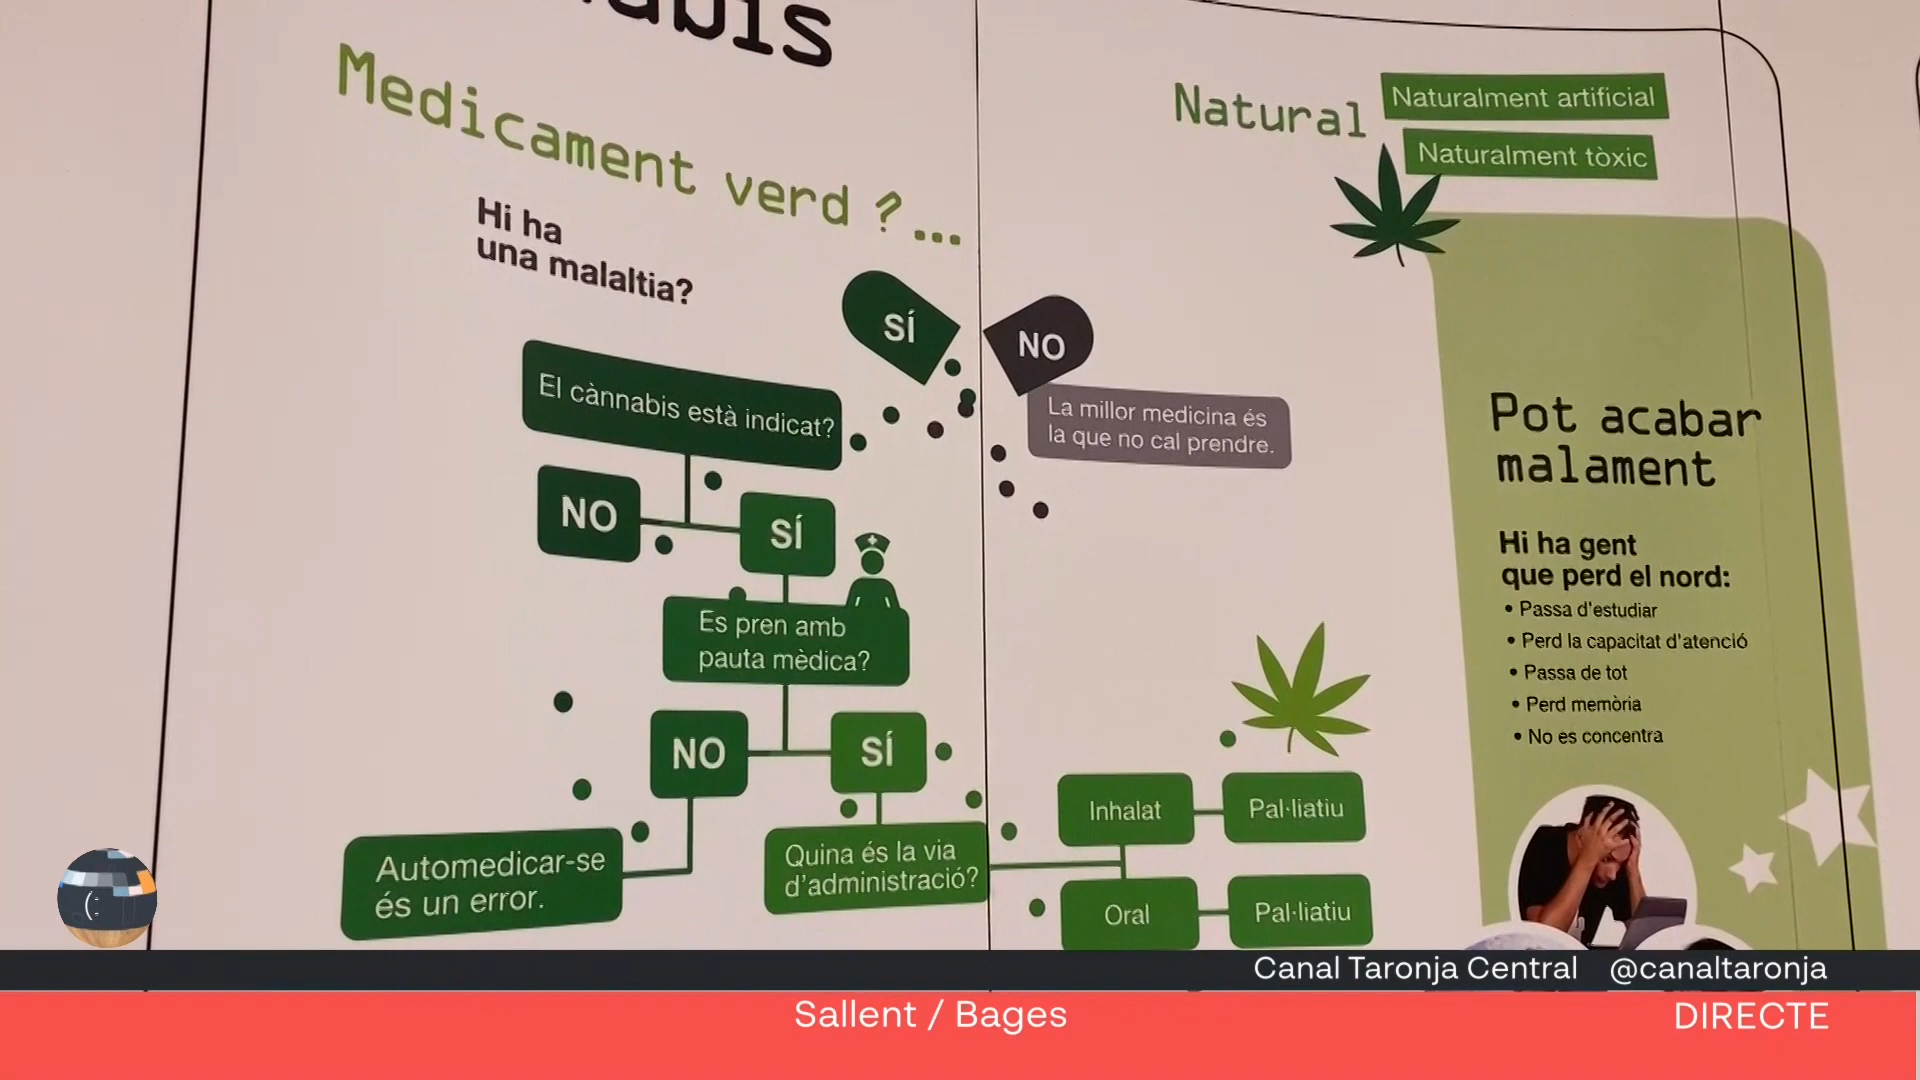 Medicament verd ?...
Hi ha
una malaltia?
SÍ
NO
La millor medicina és
la que no cal prendre.
El cànnabis està indicat?
NO
SÍ
Es pren amb
pauta mèdica?
NO
SÍ
Automedicar-se
és un error.
Quina és la via
d'administració?
Inhalat
Pal·liatiu
Oral
Pal·liatiu
Natural
Naturalment artificial
Naturalment tòxic
Pot acabar
malament
Hi ha gent
que perd el nord:
• Passa d'estudiar
• Perd la capacitat d'atenció
• Passa de tot
• Perd memòria
• No es concentra
Canal Taronja Central @canaltaronja
Sallent / Bages
DIRECTE